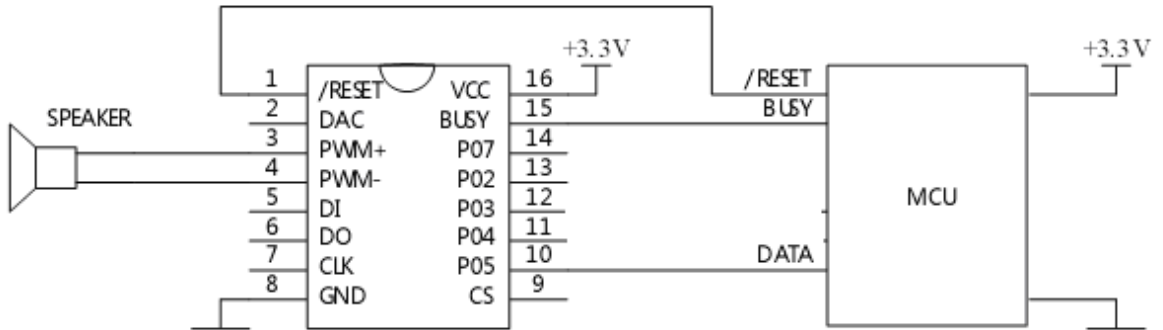 +3.3V +3.3V
1 /RESET VCC 16 /RESET
2 DAC BUSY 15 BUSY
SPEAKER
3 PWM+ P07 14
4 PWM- P02 13
MCU
5 DI P03 12
6 DO P04 11
7 CLK P05 10 DATA
8 GND CS 9